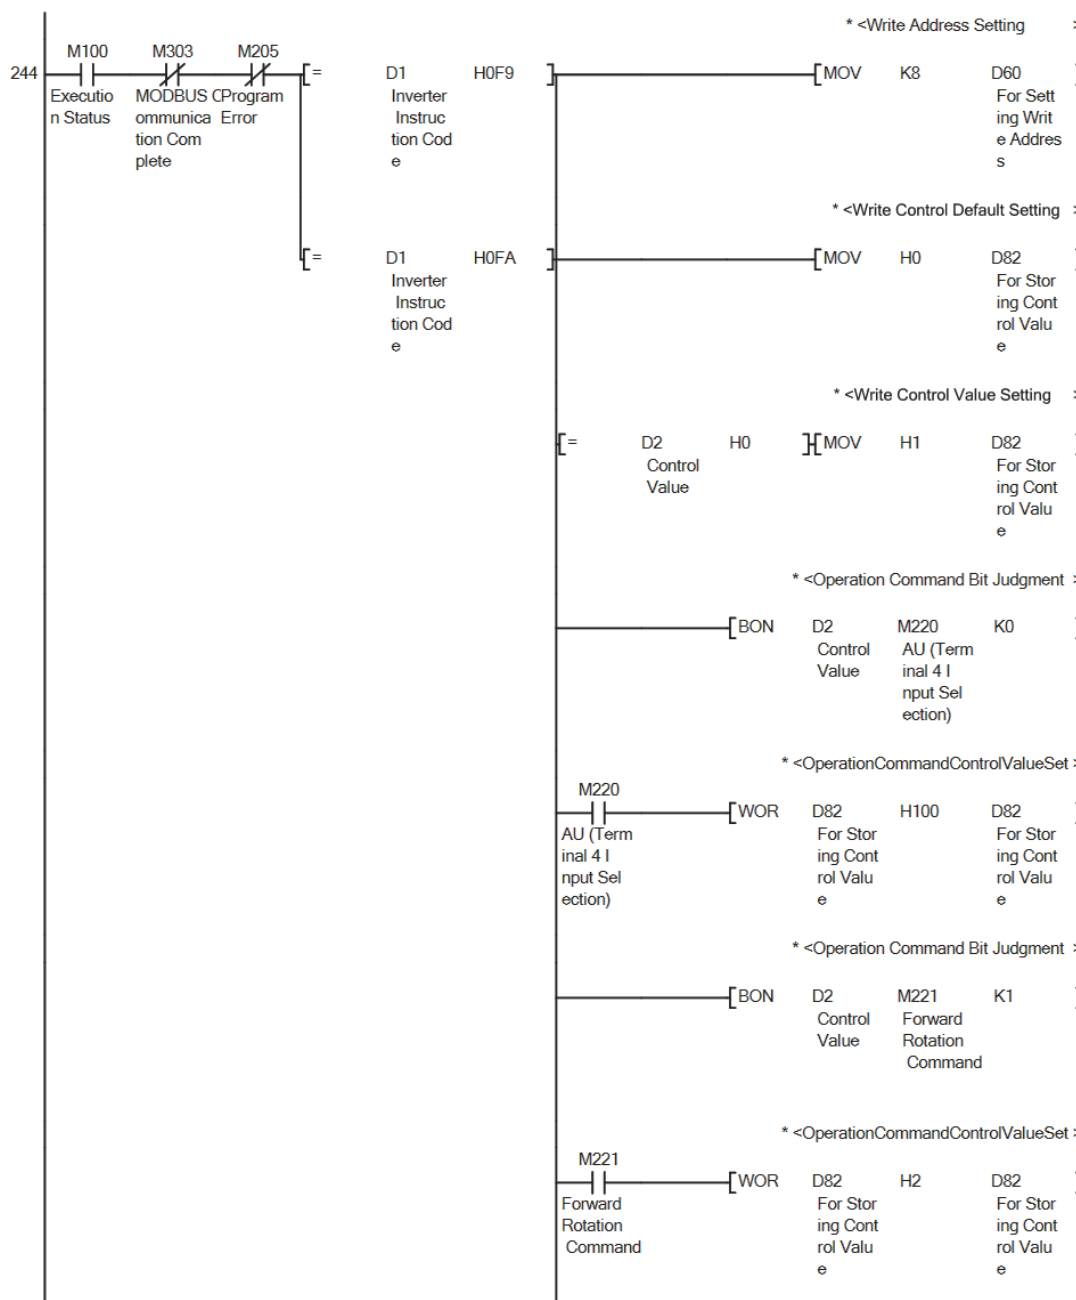 * <Write Address Setting >
M100 M303 M205
244 [= D1 H0F9 ] [MOV K8 D60
Executio MODBUS C Program Inverter For Sett
n Status ommunica Error Instruc ing Writ
tion Com tion Cod e Addres
plete e s
* <Write Control Default Setting >
[= D1 H0FA ] [MOV H0 D82
Inverter For Stor
Instruc ing Cont
tion Cod rol Valu
e e
* <Write Control Value Setting >
[= D2 H0 ] [MOV H1 D82
Control For Stor
Value ing Cont
rol Valu
e
* <Operation Command Bit Judgment >
[BON D2 M220 K0
Control AU (Term
Value inal 4 I
nput Sel
ection)
* <OperationCommandControlValueSet >
M220
[WOR D82 H100 D82
AU (Term For Stor For Stor
inal 4 I ing Cont ing Cont
nput Sel rol Valu rol Valu
ection) e e
* <Operation Command Bit Judgment >
[BON D2 M221 K1
Control Forward
Value Rotation
Command
* <OperationCommandControlValueSet >
M221
[WOR D82 H2 D82
Forward For Stor For Stor
Rotation ing Cont ing Cont
Command rol Valu rol Valu
e e